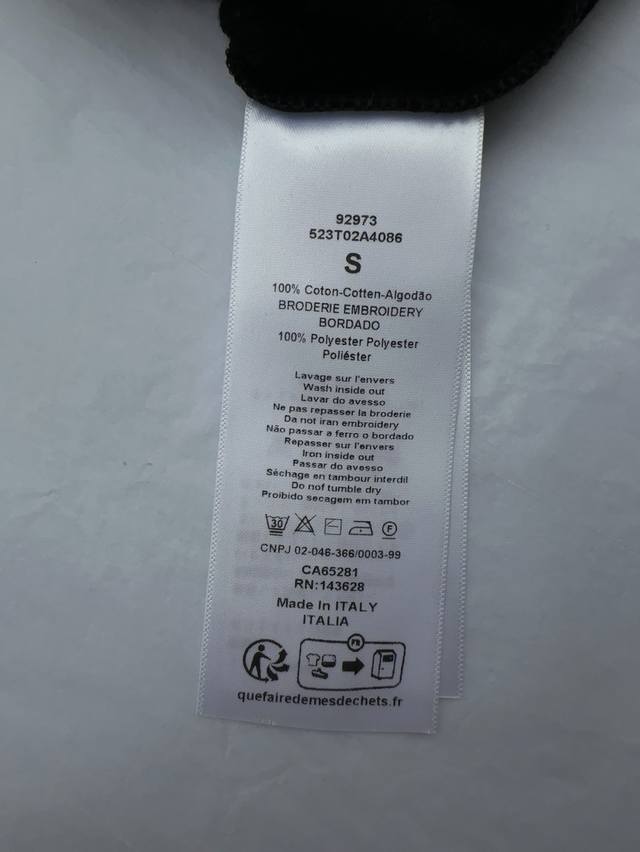 92973
523T02A4086
S
100% Coton-Cotten-Algodão
BRODERIE EMBROIDERY
BORDADO
100% Polyester Polyester
Poliéster
Lavage sur l'envers
Wash inside out
Lavar do avesso
Ne pas repasser la broderie
Da not iran embroidery
Não passar a ferro o bordado
Repasser sur l'envers
Iron inside out
Passar do avesso
Séchage en tambour interdil
Do nof tumble dry
Proibido secagem em tambor
30
F
CNPJ 02-046-366/0003-99
CA65281
RN:143628
Made In ITALY
ITALIA
FR
quefairedemesdechets.fr